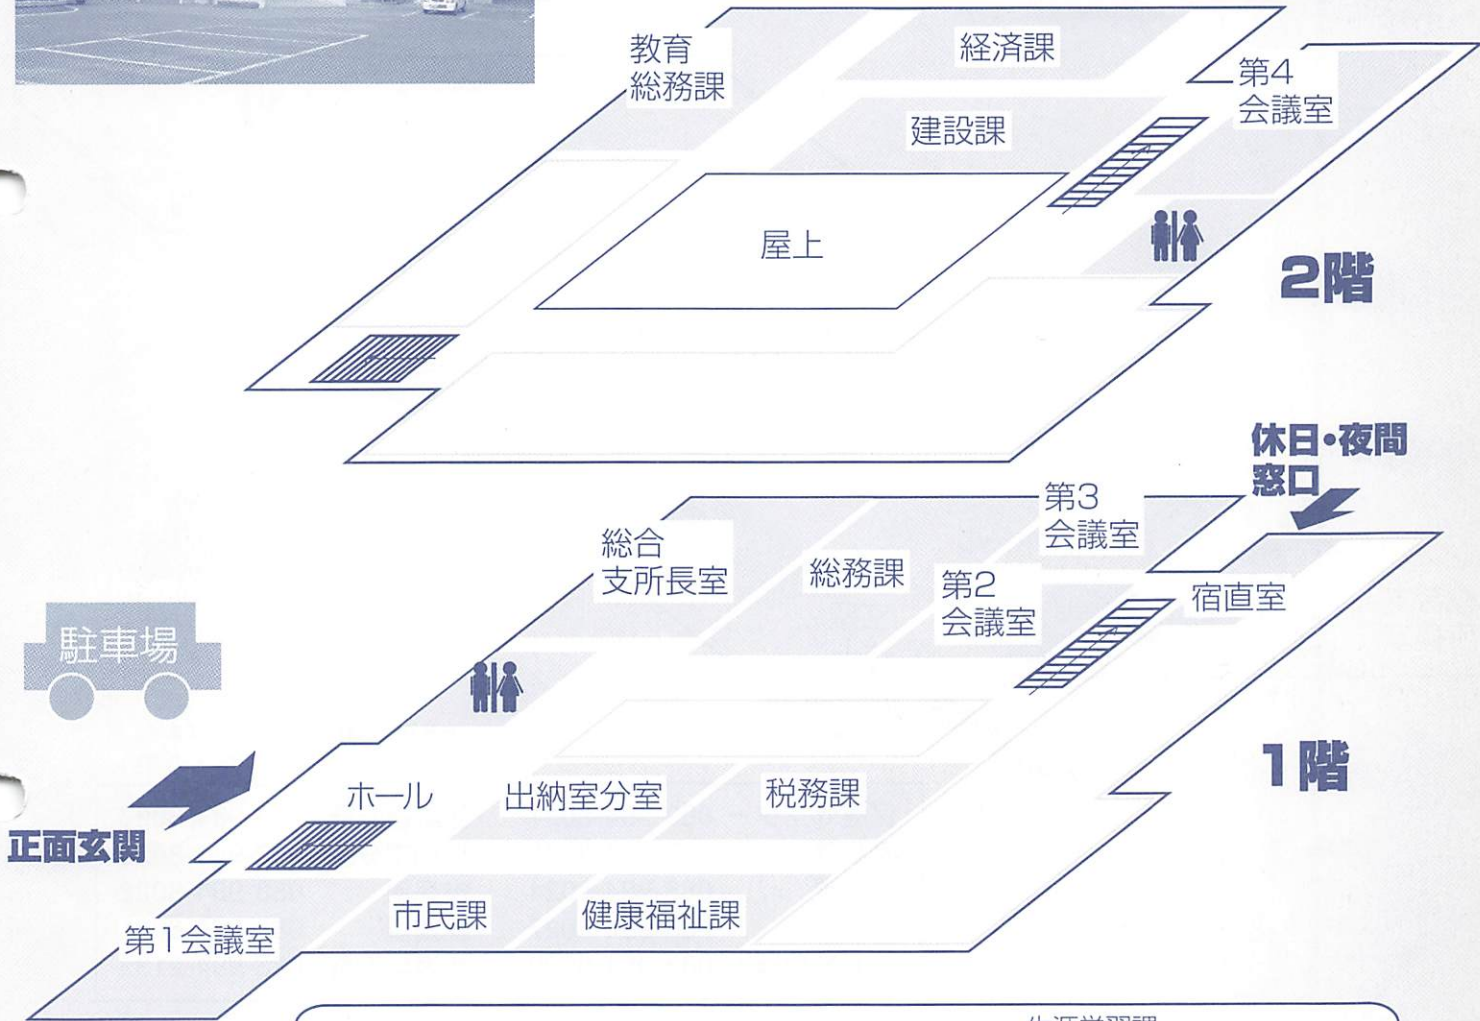 教育
総務課
経済課
第4
会議室
建設課
屋上
2階
休日・夜間
窓口
第3
会議室
総合
支所長室
総務課
第2
会議室
宿直室
駐車場
1階
ホール
出納室分室
税務課
正面玄関
市民課
健康福祉課
第1会議室